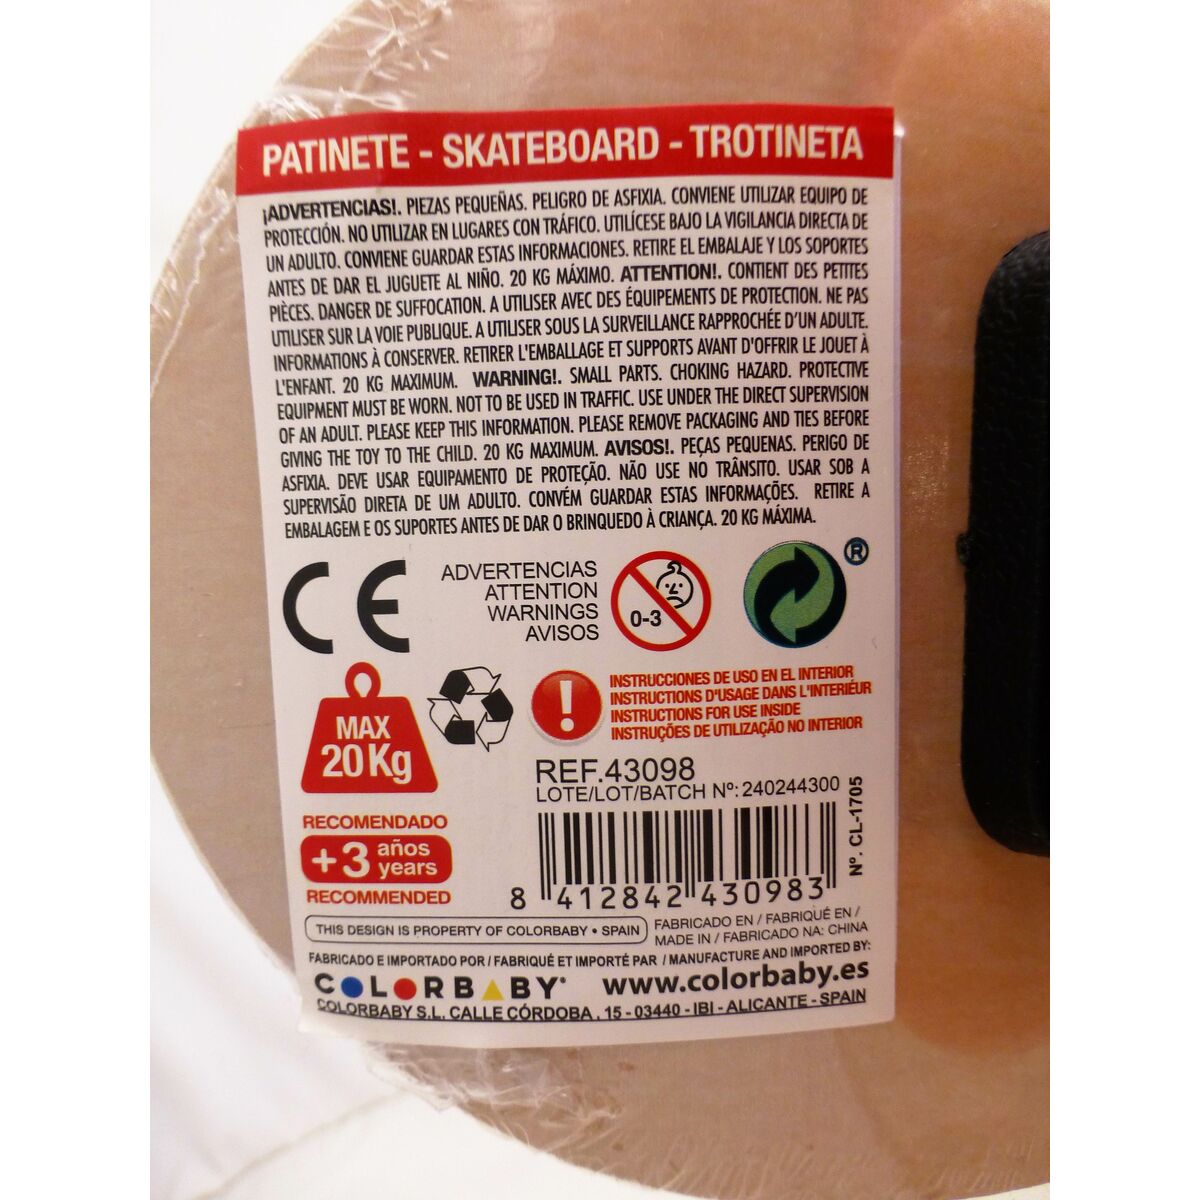 PATINETE - SKATEBOARD - TROTINETA
¡ADVERTENCIAS!. PIEZAS PEQUEÑAS. PELIGRO DE ASFIXIA. CONVIENE UTILIZAR EQUIPO DE
PROTECCIÓN. NO UTILIZAR EN LUGARES CON TRÁFICO. UTILÍCESE BAJO LA VIGILANCIA DIRECTA DE
UN ADULTO. CONVIENE GUARDAR ESTAS INFORMACIONES. RETIRE EL EMBALAJE Y LOS SOPORTES
ANTES DE DAR EL JUGUETE AL NIÑO. 20 KG MÁXIMO. ATTENTION!. CONTIENT DES PETITES
PIÈCES. DANGER DE SUFFOCATION. A UTILISER AVEC DES ÉQUIPEMENTS DE PROTECTION. NE PAS
UTILISER SUR LA VOIE PUBLIQUE. A UTILISER SOUS LA SURVEILLANCE RAPPROCHÉE D'UN ADULTE.
INFORMATIONS À CONSERVER. RETIRER L'EMBALLAGE ET SUPPORTS AVANT D'OFFRIR LE JOUET À
L'ENFANT. 20 KG MAXIMUM. WARNING!. SMALL PARTS. CHOKING HAZARD. PROTECTIVE
EQUIPMENT MUST BE WORN. NOT TO BE USED IN TRAFFIC. USE UNDER THE DIRECT SUPERVISION
OF AN ADULT. PLEASE KEEP THIS INFORMATION. PLEASE REMOVE PACKAGING AND TIES BEFORE
GIVING THE TOY TO THE CHILD. 20 KG MAXIMUM. AVISOS!. PEÇAS PEQUENAS. PERIGO DE
ASFIXIA. DEVE USAR EQUIPAMENTO DE PROTEÇÃO. NÃO USE NO TRÂNSITO. USAR SOB A
SUPERVISÃO DIRETA DE UM ADULTO. CONVÉM GUARDAR ESTAS INFORMAÇÕES. RETIRE A
EMBALAGEM E OS SUPORTES ANTES DE DAR O BRINQUEDO À CRIANÇA. 20 KG MÁXIMA.
CE
ADVERTENCIAS
ATTENTION
WARNINGS
AVISOS
0-3
®
MAX
20Kg
!
INSTRUCCIONES DE USO EN EL INTERIOR
INSTRUCTIONS D'USAGE DANS L'INTERIÉUR
INSTRUCTIONS FOR USE INSIDE
INSTRUÇÕES DE UTILIZAÇÃO NO INTERIOR
REF.43098
LOTE/LOT/BATCH Nº: 240244300
Nº. CL-1705
RECOMENDADO
+3 años
years
RECOMMENDED
8 412842 430983
THIS DESIGN IS PROPERTY OF COLORBABY • SPAIN
FABRICADO EN / FABRIQUÉ EN /
MADE IN / FABRICADO NA: CHINA
FABRICADO E IMPORTADO POR / FABRIQUÉ ET IMPORTÉ PAR / MANUFACTURE AND IMPORTED BY:
COLORBABY® www.colorbaby.es
COLORBABY S.L. CALLE CÓRDOBA , 15 - 03440 - IBI - ALICANTE - SPAIN